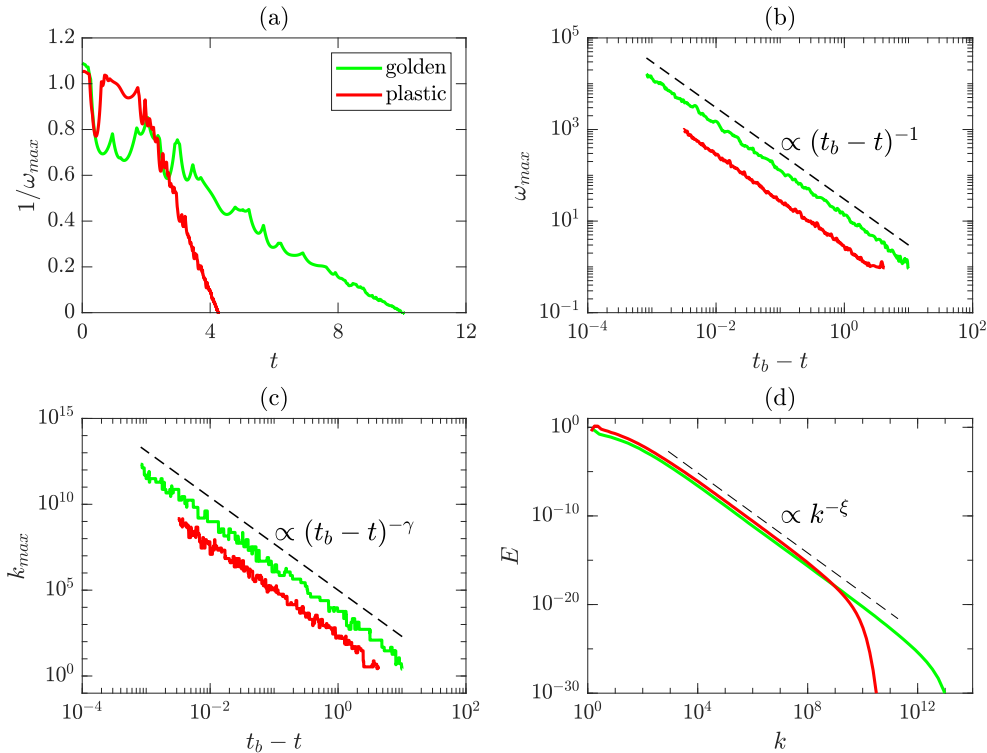 (a)
1.2
1.0
0.8
0.6
0.4
0.2
0
0
4
8
12
1/ω_max
t
golden
plastic
(b)
10^5
10^3
10^1
10^-1
10^-4
10^-2
10^0
10^2
ω_max
t_b − t
∝ (t_b − t)^-1
(c)
10^15
10^10
10^5
10^0
10^-4
10^-2
10^0
10^2
k_max
t_b − t
∝ (t_b − t)^-γ
(d)
10^0
10^-10
10^-20
10^-30
10^0
10^4
10^8
10^12
E
k
∝ k^-ξ